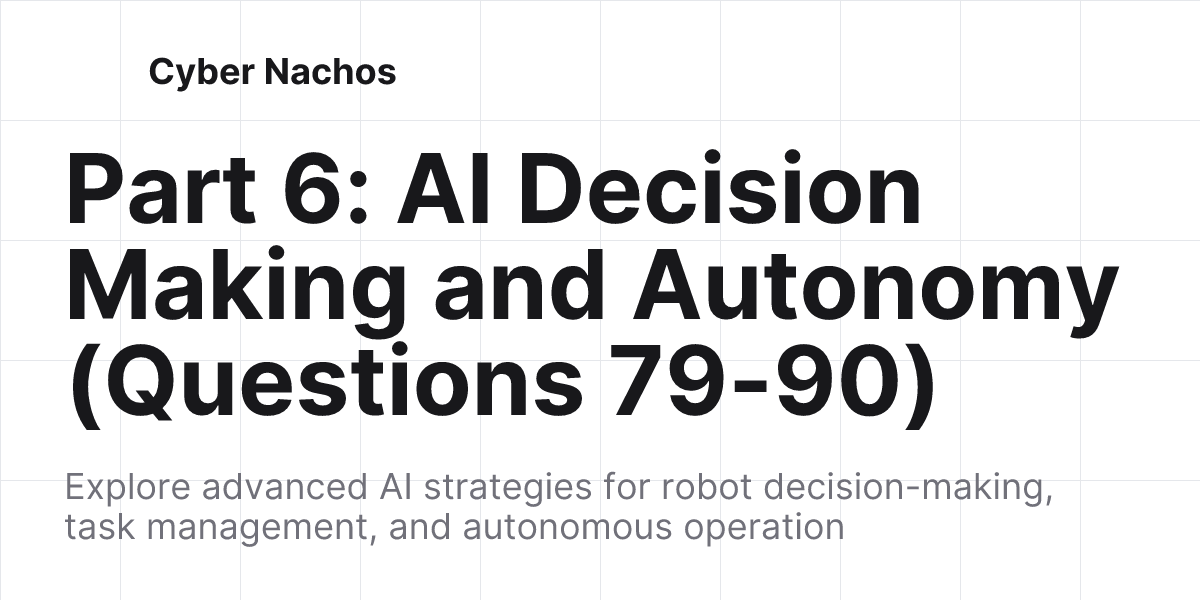 Cyber Nachos
Part 6: AI Decision
Making and Autonomy
(Questions 79-90)
Explore advanced AI strategies for robot decision-making,
task management, and autonomous operation